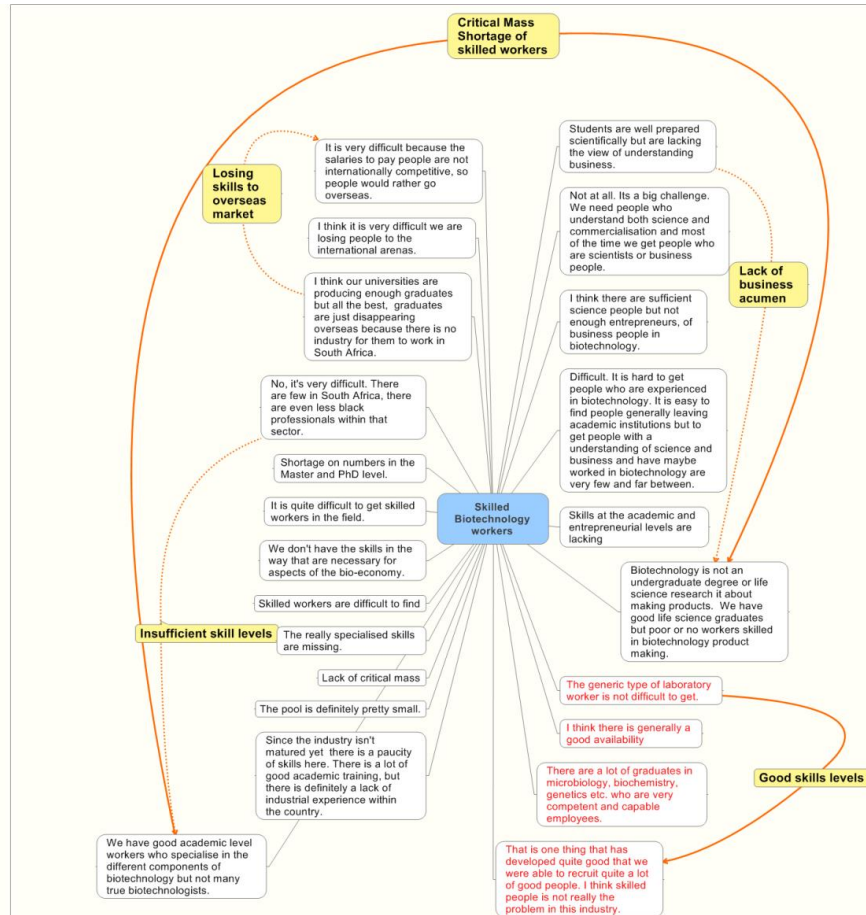 Critical Mass
Shortage of
skilled workers
It is very difficult because the
salaries to pay people are not
internationally competitive, so
people would rather go
overseas.
Losing
skills to
overseas
market
I think it is very difficult we are
losing people to the
international arenas.
I think our universities are
producing enough graduates
but all the best, graduates
are just disappearing
overseas because there is no
industry for them to work in
South Africa.
No, it's very difficult. There
are few in South Africa, there
are even less black
professionals within that
sector.
Shortage on numbers in the
Master and PhD level.
It is quite difficult to get skilled
workers in the field.
We don't have the skills in the
way that are necessary for
aspects of the bio-economy.
Skilled workers are difficult to find
Insufficient skill levels
The really specialised skills
are missing.
Lack of critical mass
The pool is definitely pretty small.
Since the industry isn't
matured yet there is a paucity
of skills here. There is a lot of
good academic training, but
there is definitely a lack of
industrial experience within
the country.
We have good academic level
workers who specialise in the
different components of
biotechnology but not many
true biotechnologists.
Skilled
Biotechnology
workers
Students are well prepared
scientifically but are lacking
the view of understanding
business.
Not at all. Its a big challenge.
We need people who
understand both science and
commercialisation and most
of the time we get people who
are scientists or business
people.
Lack of
business
acumen
I think there are sufficient
science people but not
enough entrepreneurs, of
business people in
biotechnology.
Difficult. It is hard to get
people who are experienced
in biotechnology. It is easy to
find people generally leaving
academic institutions but to
get people with a
understanding of science and
business and have maybe
worked in biotechnology are
very few and far between.
Skills at the academic and
entrepreneurial levels are
lacking
Biotechnology is not an
undergraduate degree or life
science research it about
making products. We have
good life science graduates
but poor or no workers skilled
in biotechnology product
making.
The generic type of laboratory
worker is not difficult to get.
I think there is generally a
good availability
Good skills levels
There are a lot of graduates in
microbiology, biochemistry,
genetics etc. who are very
competent and capable
employees.
That is one thing that has
developed quite good that we
were able to recruit quite a lot
of good people. I think skilled
people is not really the
problem in this industry.